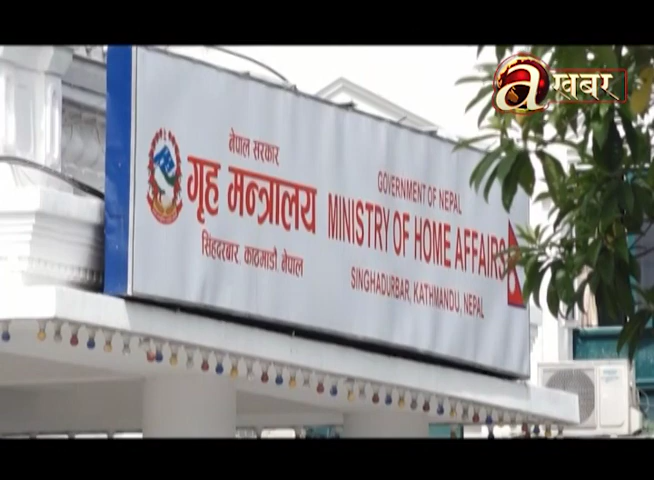 a खबर
नेपाल सरकार
गृह मन्त्रालय
सिंहदरबार, काठमाडौं, नेपाल
GOVERNMENT OF NEPAL
MINISTRY OF HOME AFFAIRS
SINGHADURBAR, KATHMANDU, NEPAL